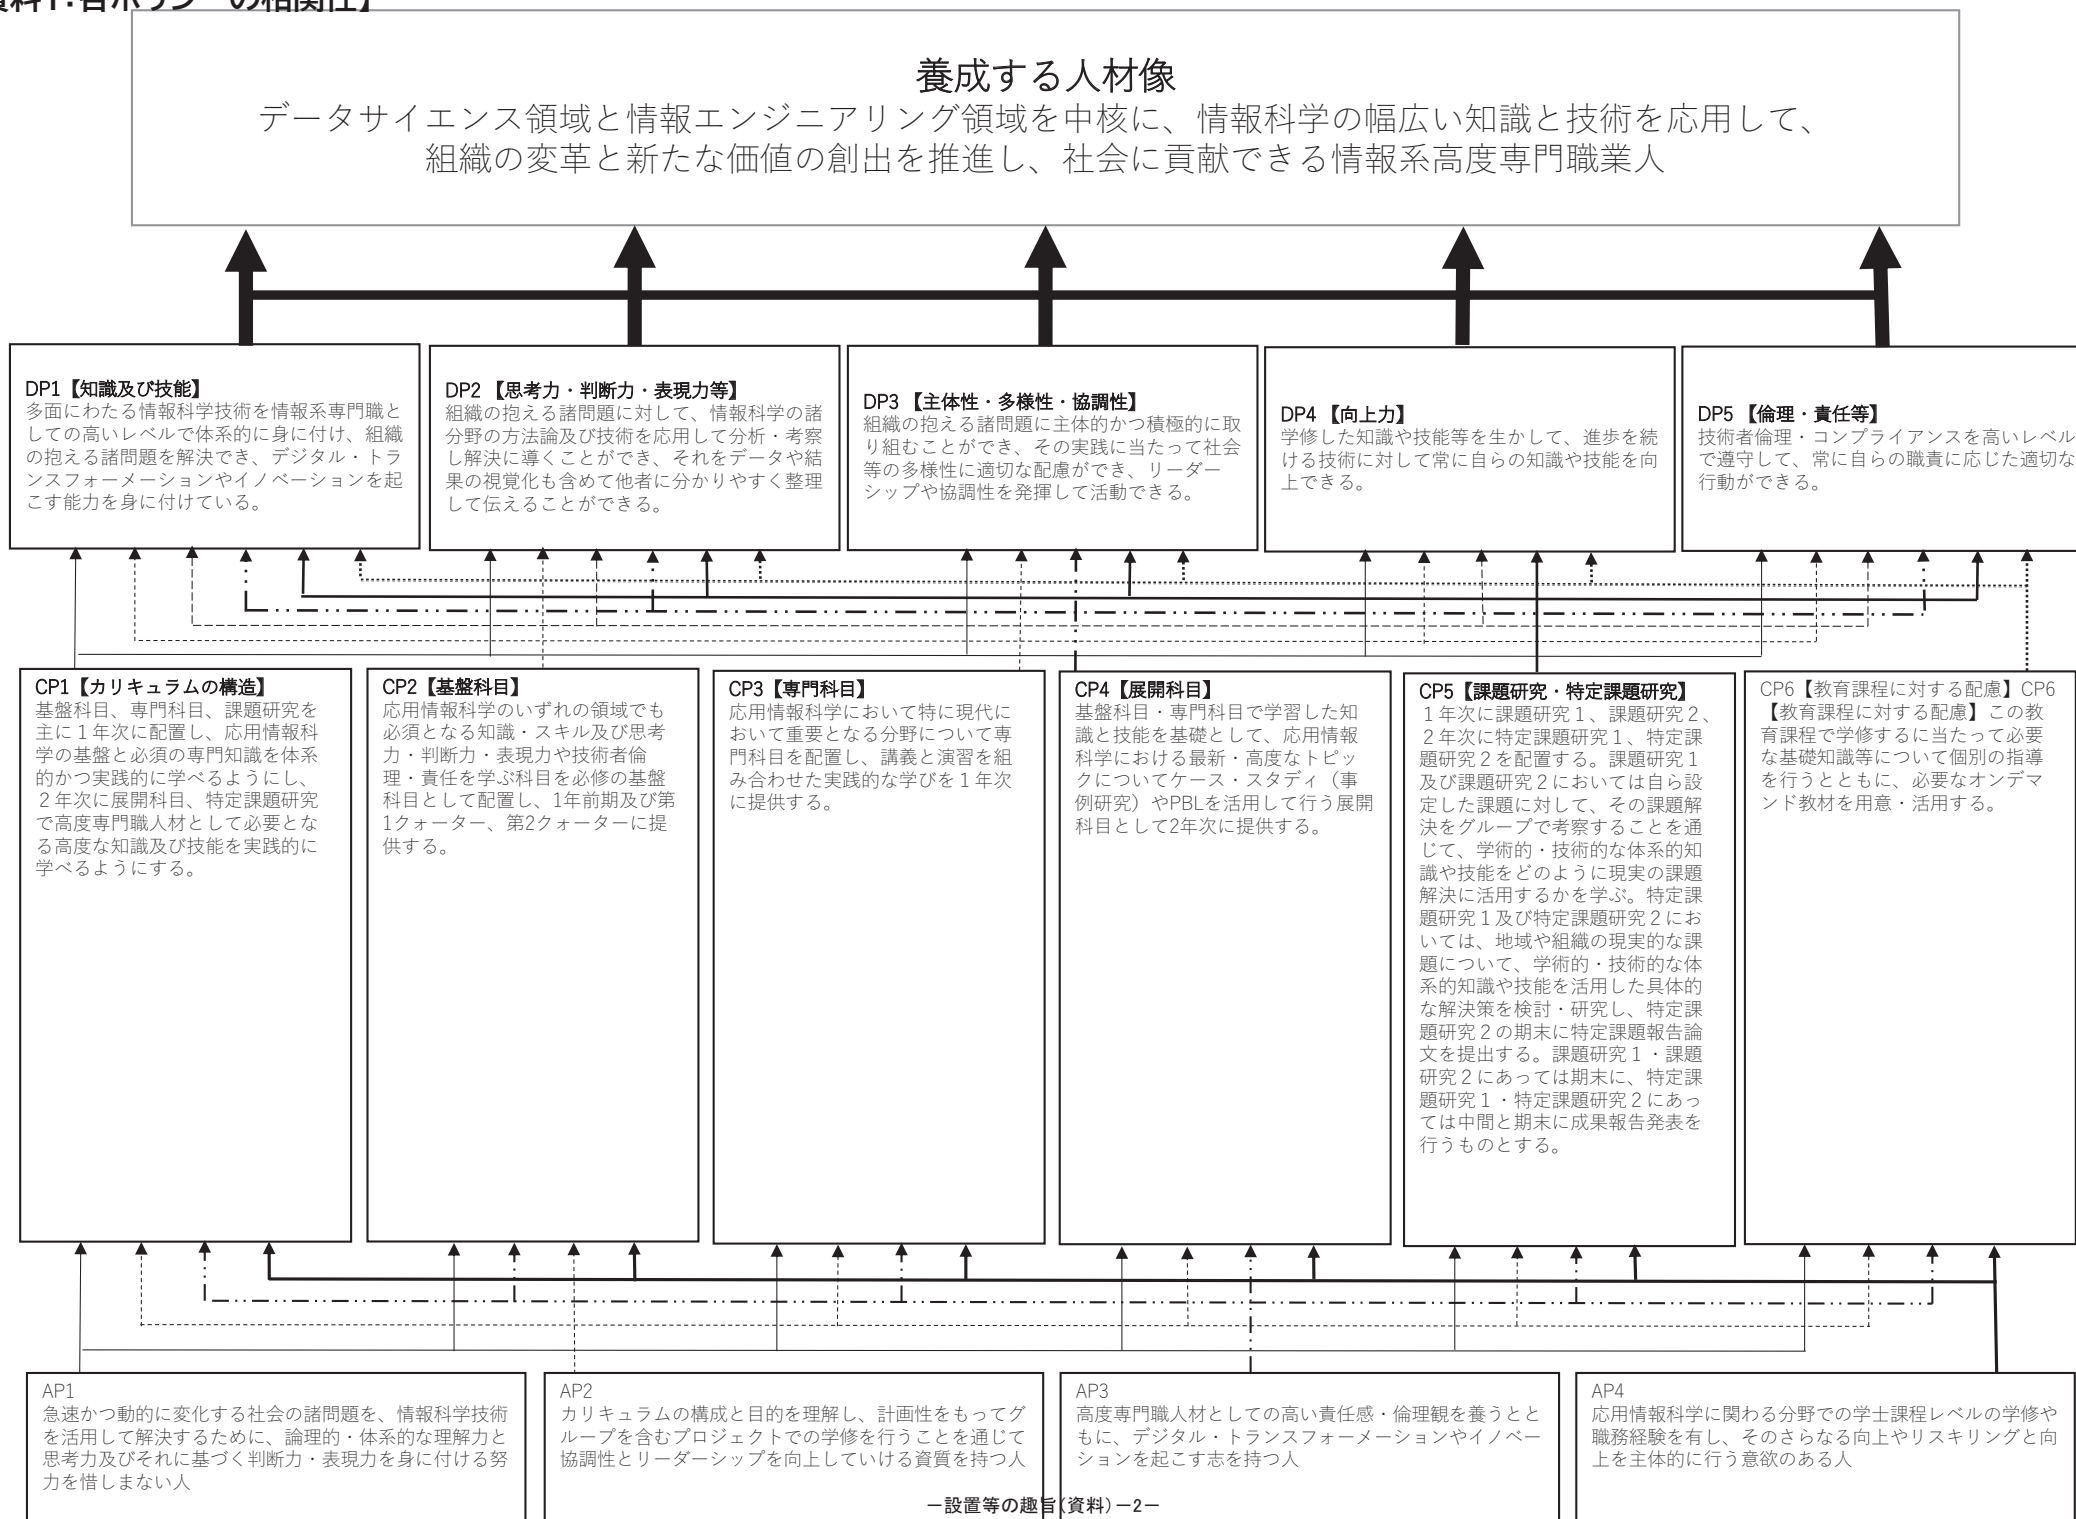 資料1:各ポリシーの相関性】
養成する人材像
データサイエンス領域と情報エンジニアリング領域を中核に、情報科学の幅広い知識と技術を応用して、
組織の変革と新たな価値の創出を推進し、社会に貢献できる情報系高度専門職業人
DP1【知識及び技能】
多面にわたる情報科学技術を情報系専門職と
しての高いレベルで体系的に身に付け、組織
の抱える諸問題を解決でき、デジタル・トラ
ンスフォーメーションやイノベーションを起
こす能力を身に付けている。
DP2 【思考力・判断力・表現力等】
組織の抱える諸問題に対して、情報科学の諸
分野の方法論及び技術を応用して分析・考察
し解決に導くことができ、それをデータや結
果の視覚化も含めて他者に分かりやすく整理
して伝えることができる。
DP3 【主体性・多様性・協調性】
組織の抱える諸問題に主体的かつ積極的に取
り組むことができ、その実践に当たって社会
等の多様性に適切な配慮ができ、リーダー
シップや協調性を発揮して活動できる。
DP4 【向上力】
学修した知識や技能等を生かして、進歩を続
ける技術に対して常に自らの知識や技能を向
上できる。
DP5 【倫理・責任等】
技術者倫理・コンプライアンスを高いレベル
で遵守して、常に自らの職責に応じた適切な
行動ができる。
CP1【カリキュラムの構造】
基盤科目、専門科目、課題研究を
主に１年次に配置し、応用情報科
学の基盤と必須の専門知識を体系
的かつ実践的に学べるようにし、
２年次に展開科目、特定課題研究
で高度専門職人材として必要とな
る高度な知識及び技能を実践的に
学べるようにする。
CP2【基盤科目】
応用情報科学のいずれの領域でも
必須となる知識・スキル及び思考
力・判断力・表現力や技術者倫
理・責任を学ぶ科目を必修の基盤
科目として配置し、1年前期及び第
1クォーター、第2クォーターに提
供する。
CP3【専門科目】
応用情報科学において特に現代に
おいて重要となる分野について専
門科目を配置し、講義と演習を組
み合わせた実践的な学びを１年次
に提供する。
CP4【展開科目】
基盤科目・専門科目で学習した知
識と技能を基礎として、応用情報
科学における最新・高度なトピッ
クについてケース・スタディ（事
例研究）やPBLを活用して行う展開
科目として2年次に提供する。
CP5【課題研究・特定課題研究】
１年次に課題研究１、課題研究２、
２年次に特定課題研究１、特定課
題研究２を配置する。課題研究１
及び課題研究２においては自ら設
定した課題に対して、その課題解
決をグループで考察することを通
じて、学術的・技術的な体系的知
識や技能をどのように現実の課題
解決に活用するかを学ぶ。特定課
題研究１及び特定課題研究２にお
いては、地域や組織の現実的な課
題について、学術的・技術的な体
系的知識や技能を活用した具体的
な解決策を検討・研究し、特定課
題研究２の期末に特定課題報告論
文を提出する。課題研究１・課題
研究２にあっては期末に、特定課
題研究１・特定課題研究２にあっ
ては中間と期末に成果報告発表を
行うものとする。
CP6【教育課程に対する配慮】CP6
【教育課程に対する配慮】この教
育課程で学修するに当たって必要
な基礎知識等について個別の指導
を行うとともに、必要なオンデマ
ンド教材を用意・活用する。
AP1
急速かつ動的に変化する社会の諸問題を、情報科学技術
を活用して解決するために、論理的・体系的な理解力と
思考力及びそれに基づく判断力・表現力を身に付ける努
力を惜しまない人
AP2
カリキュラムの構成と目的を理解し、計画性をもってグ
ループを含むプロジェクトでの学修を行うことを通じて
協調性とリーダーシップを向上していける資質を持つ人
AP3
高度専門職人材としての高い責任感・倫理観を養うとと
もに、デジタル・トランスフォーメーションやイノベー
ションを起こす志を持つ人
AP4
応用情報科学に関わる分野での学士課程レベルの学修や
職務経験を有し、そのさらなる向上やリスキリングと向
上を主体的に行う意欲のある人
－設置等の趣旨(資料)－2－